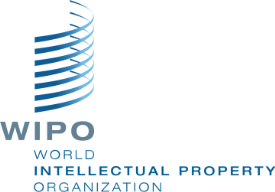 WIPO
WORLD
INTELLECTUAL PROPERTY
ORGANIZATION